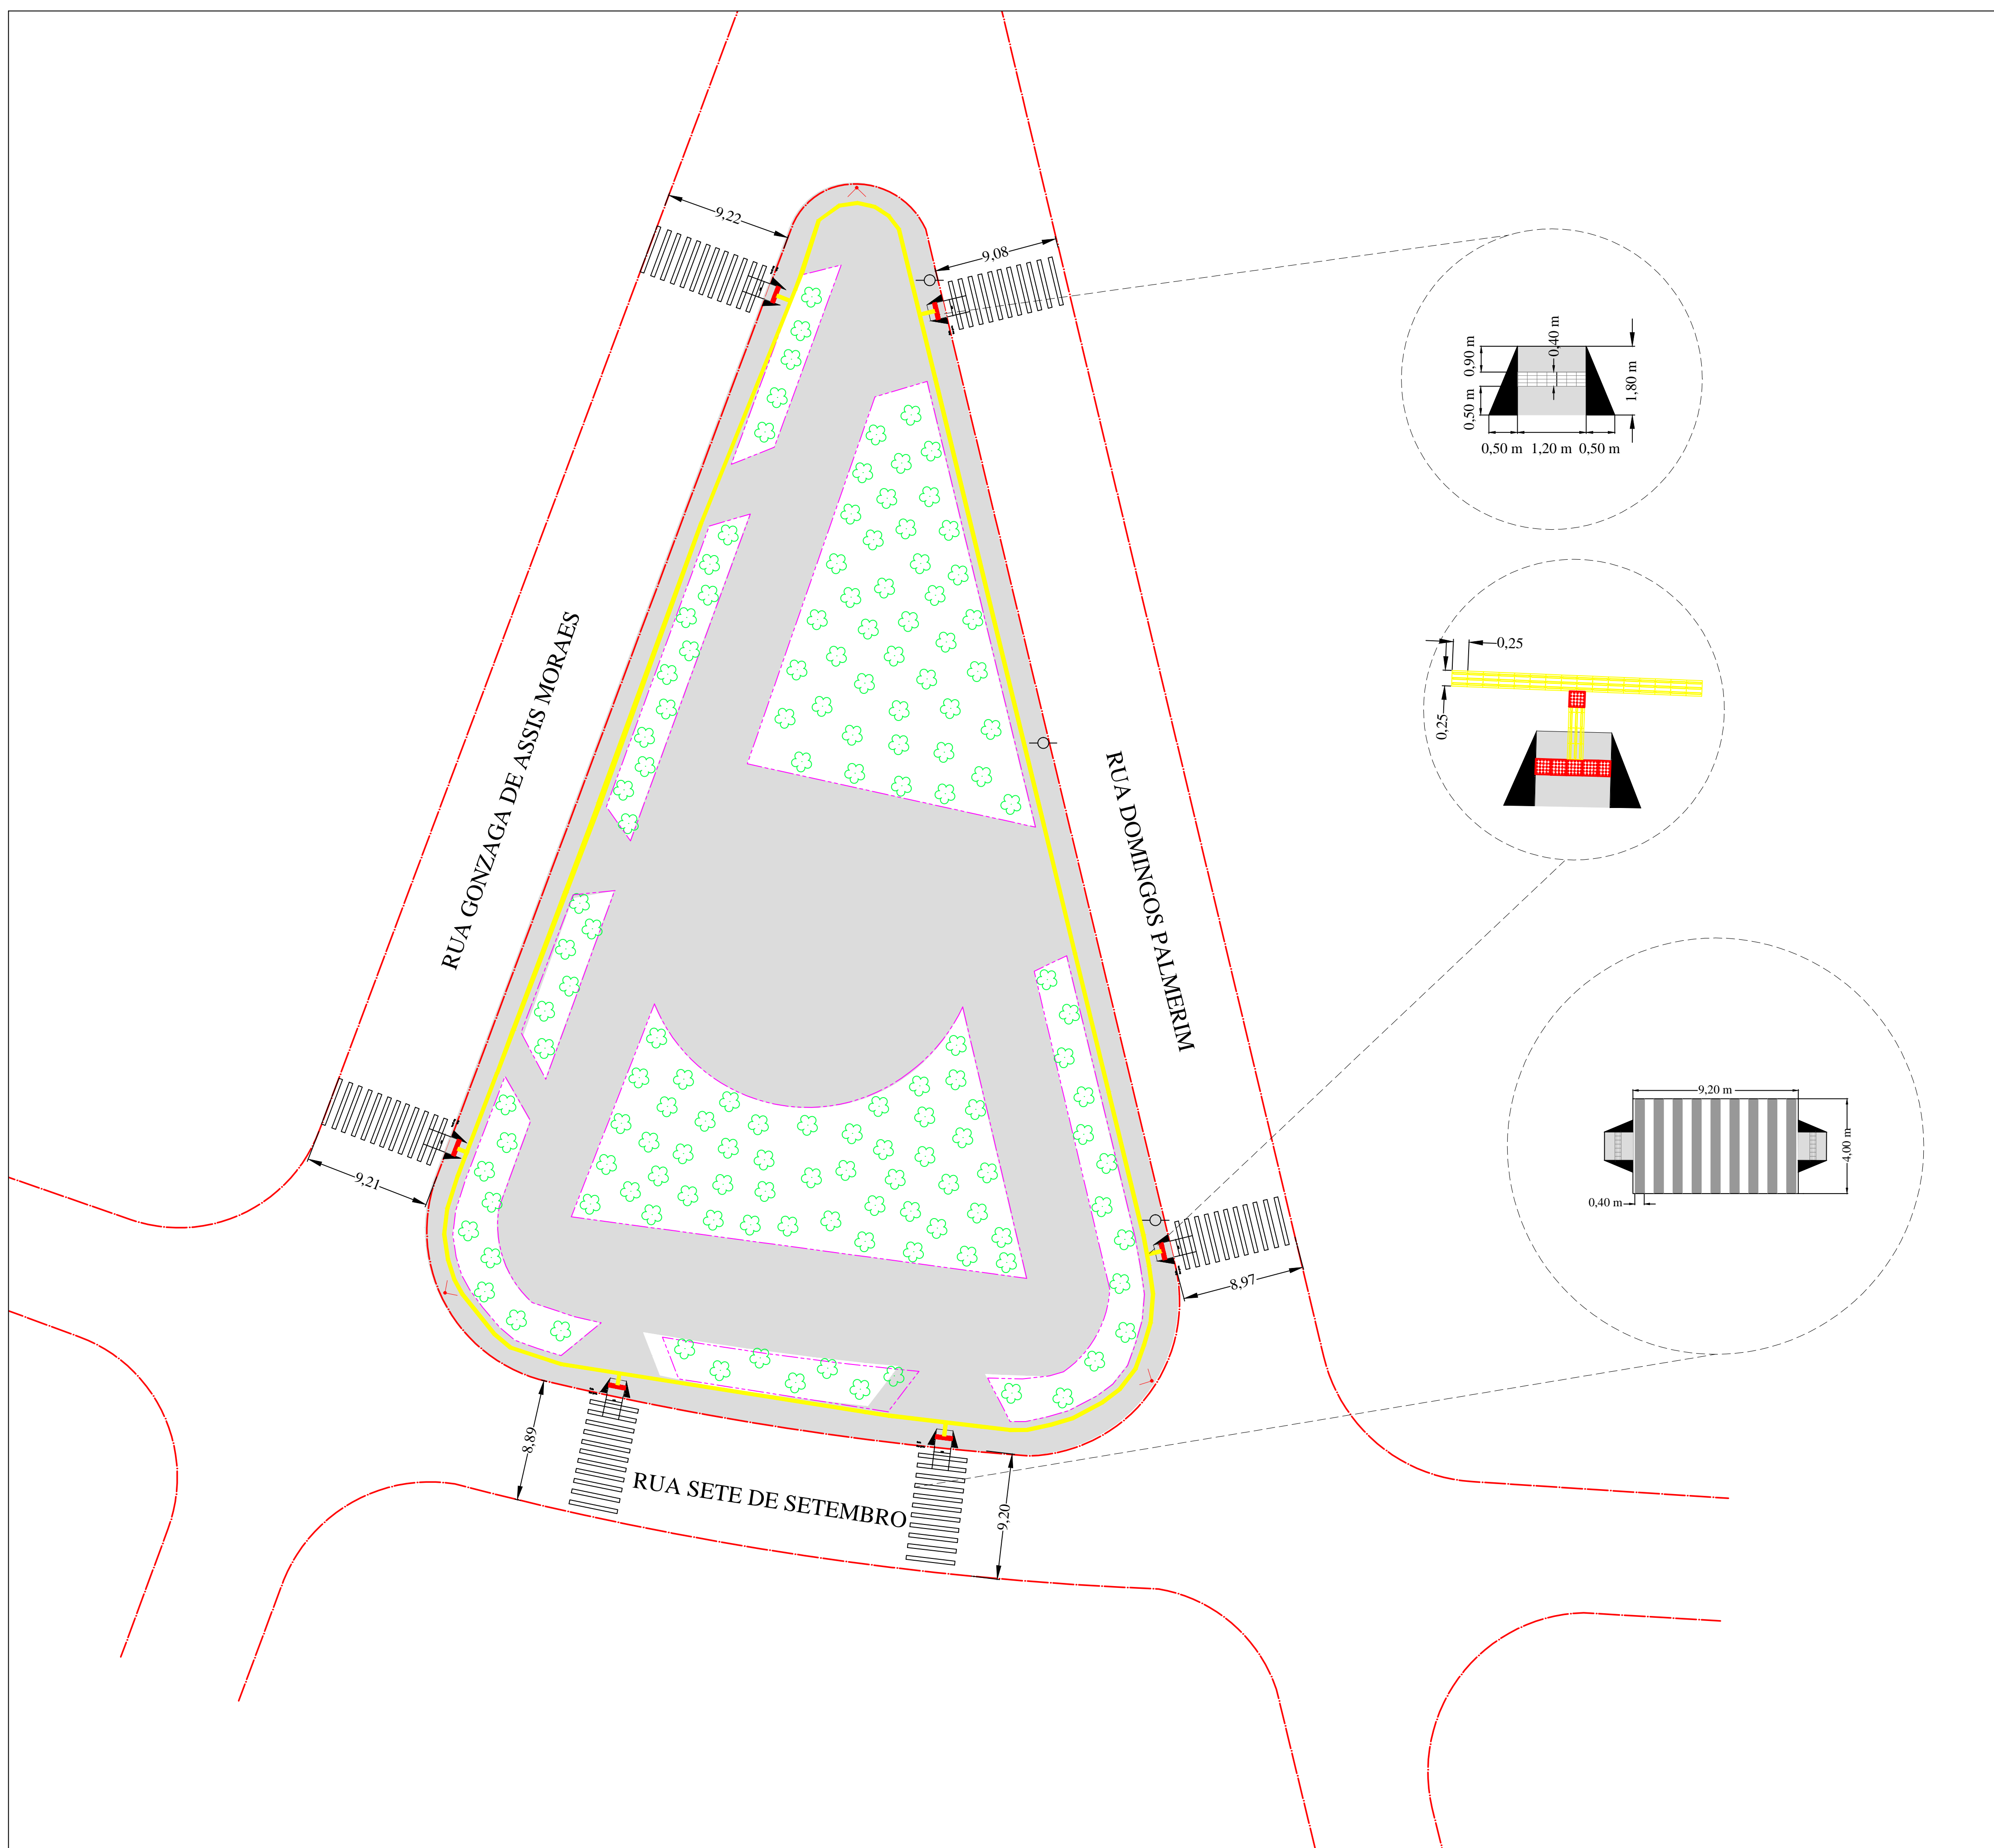 9,22
9,08
0,40 m
0,90 m
1,80 m
0,50 m
0,50 m 1,20 m 0,50 m
RUA GONZAGA DE ASSIS MORAES
0,25
0,25
RUA DOMINGOS PALMERIM
9,20 m
4,00 m
0,40 m
9,21
8,97
8,89
RUA SETE DE SETEMBRO
9,20